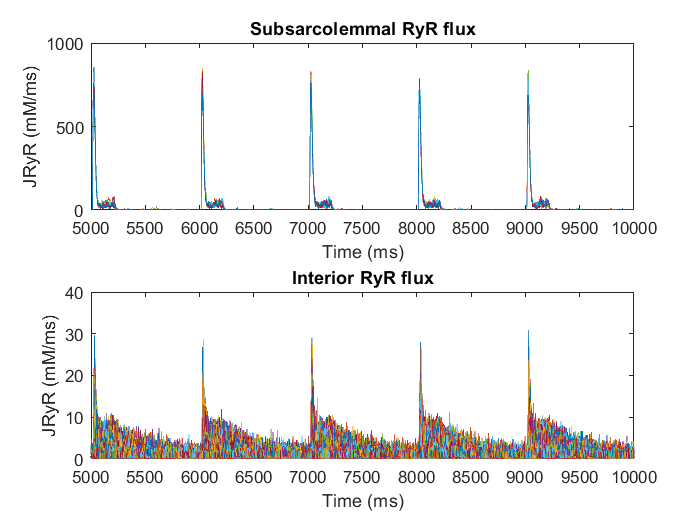 Subsarcolemmal RyR flux
1000
500
0
JRyR (mM/ms)
5000 5500 6000 6500 7000 7500 8000 8500 9000 9500 10000
Time (ms)
Interior RyR flux
40
30
20
10
0
JRyR (mM/ms)
5000 5500 6000 6500 7000 7500 8000 8500 9000 9500 10000
Time (ms)